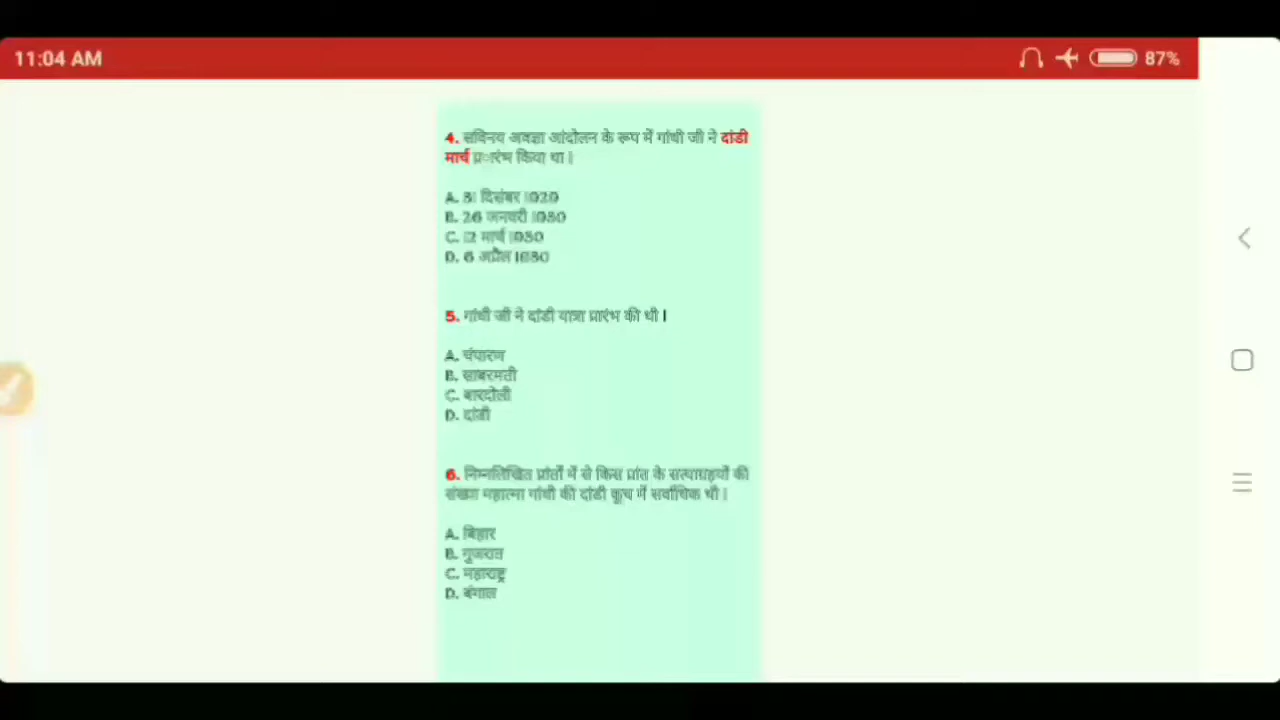 11:04 AM
87%
4. सविनय अवज्ञा आंदोलन के रूप में गांधी जी ने दांडी
मार्च प्रारंभ किया था ।
A. 31 दिसंबर 1929
B. 26 जनवरी 1930
C. 12 मार्च 1930
D. 6 अप्रैल 1930
5. गांधी जी ने दांडी यात्रा प्रारंभ की थी ।
A. चंपारण
B. साबरमती
C. बारदोली
D. दांडी
6. निम्नलिखित प्रांतों में से किस प्रांत के सत्याग्रहयों की
संख्या महात्मा गांधी की दांडी कूच में सर्वाधिक थी ।
A. बिहार
B. गुजरात
C. महाराष्ट्र
D. बंगाल